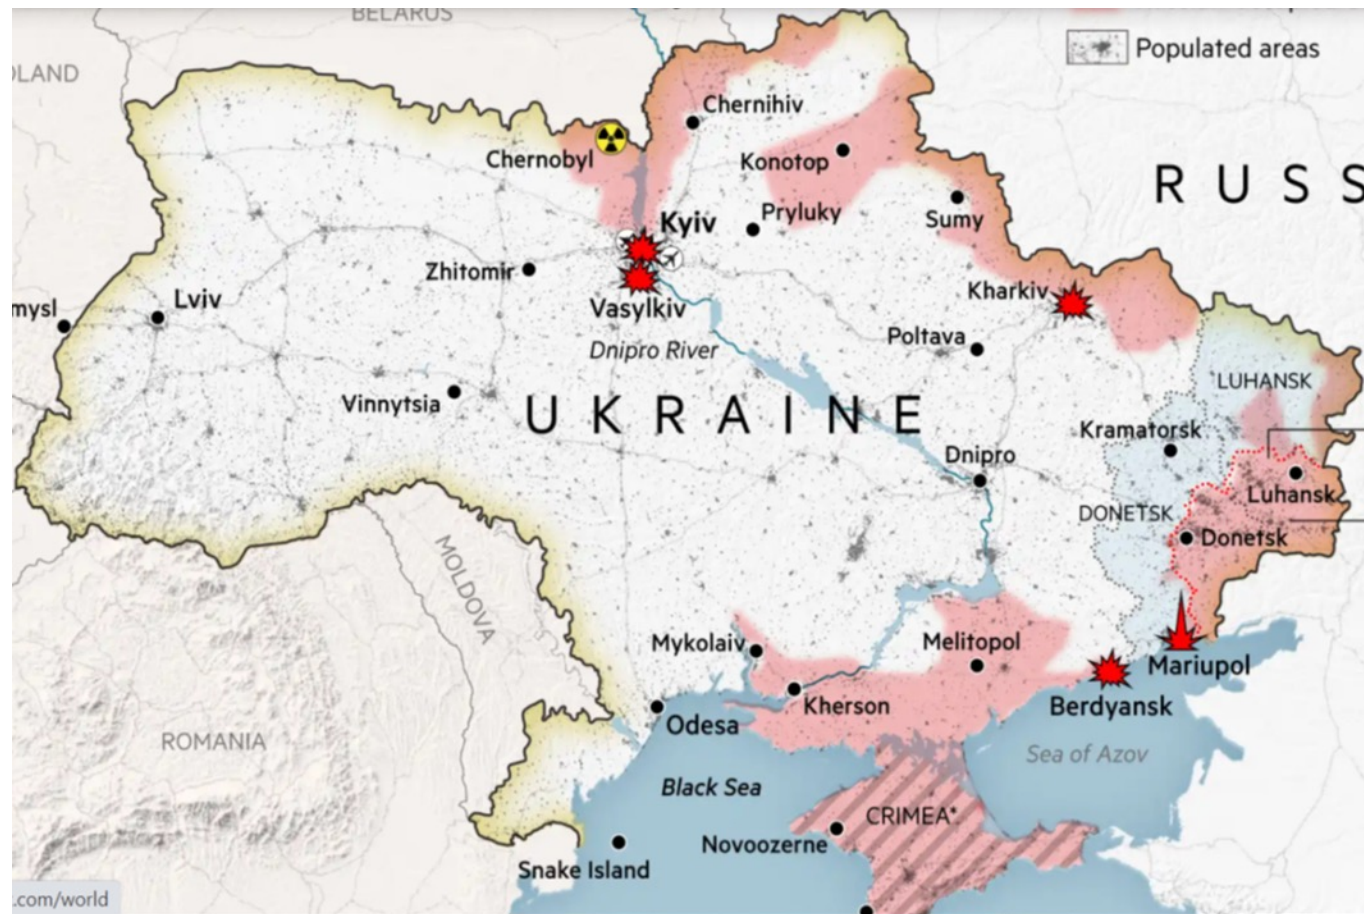 BELARUS
Populated areas
OLAND
Chernihiv
Chernobyl
Konotop
RUSS
Pryluky
Sumy
Kyiv
Zhitomir
Kharkiv
mysl
Lviv
Vasylkiv
Poltava
Dnipro River
LUHANSK
Vinnytsia
UKRAINE
Kramatorsk
Dnipro
Luhansk
DONETSK
Donetsk
MOLDOVA
Mykolaiv
Melitopol
Mariupol
Kherson
Berdyansk
Odesa
ROMANIA
Sea of Azov
Black Sea
CRIMEA*
Novoozerne
Snake Island
.com/world